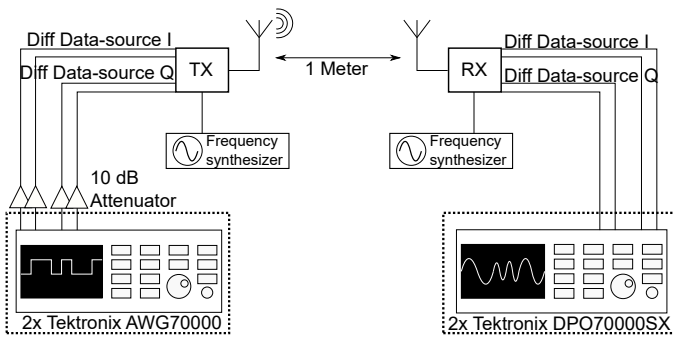 Diff Data-source I
Diff Data-source Q
TX
1 Meter
RX
Diff Data-source I
Diff Data-source Q
Frequency
synthesizer
Frequency
synthesizer
10 dB
Attenuator
2x Tektronix AWG70000
2x Tektronix DPO70000SX